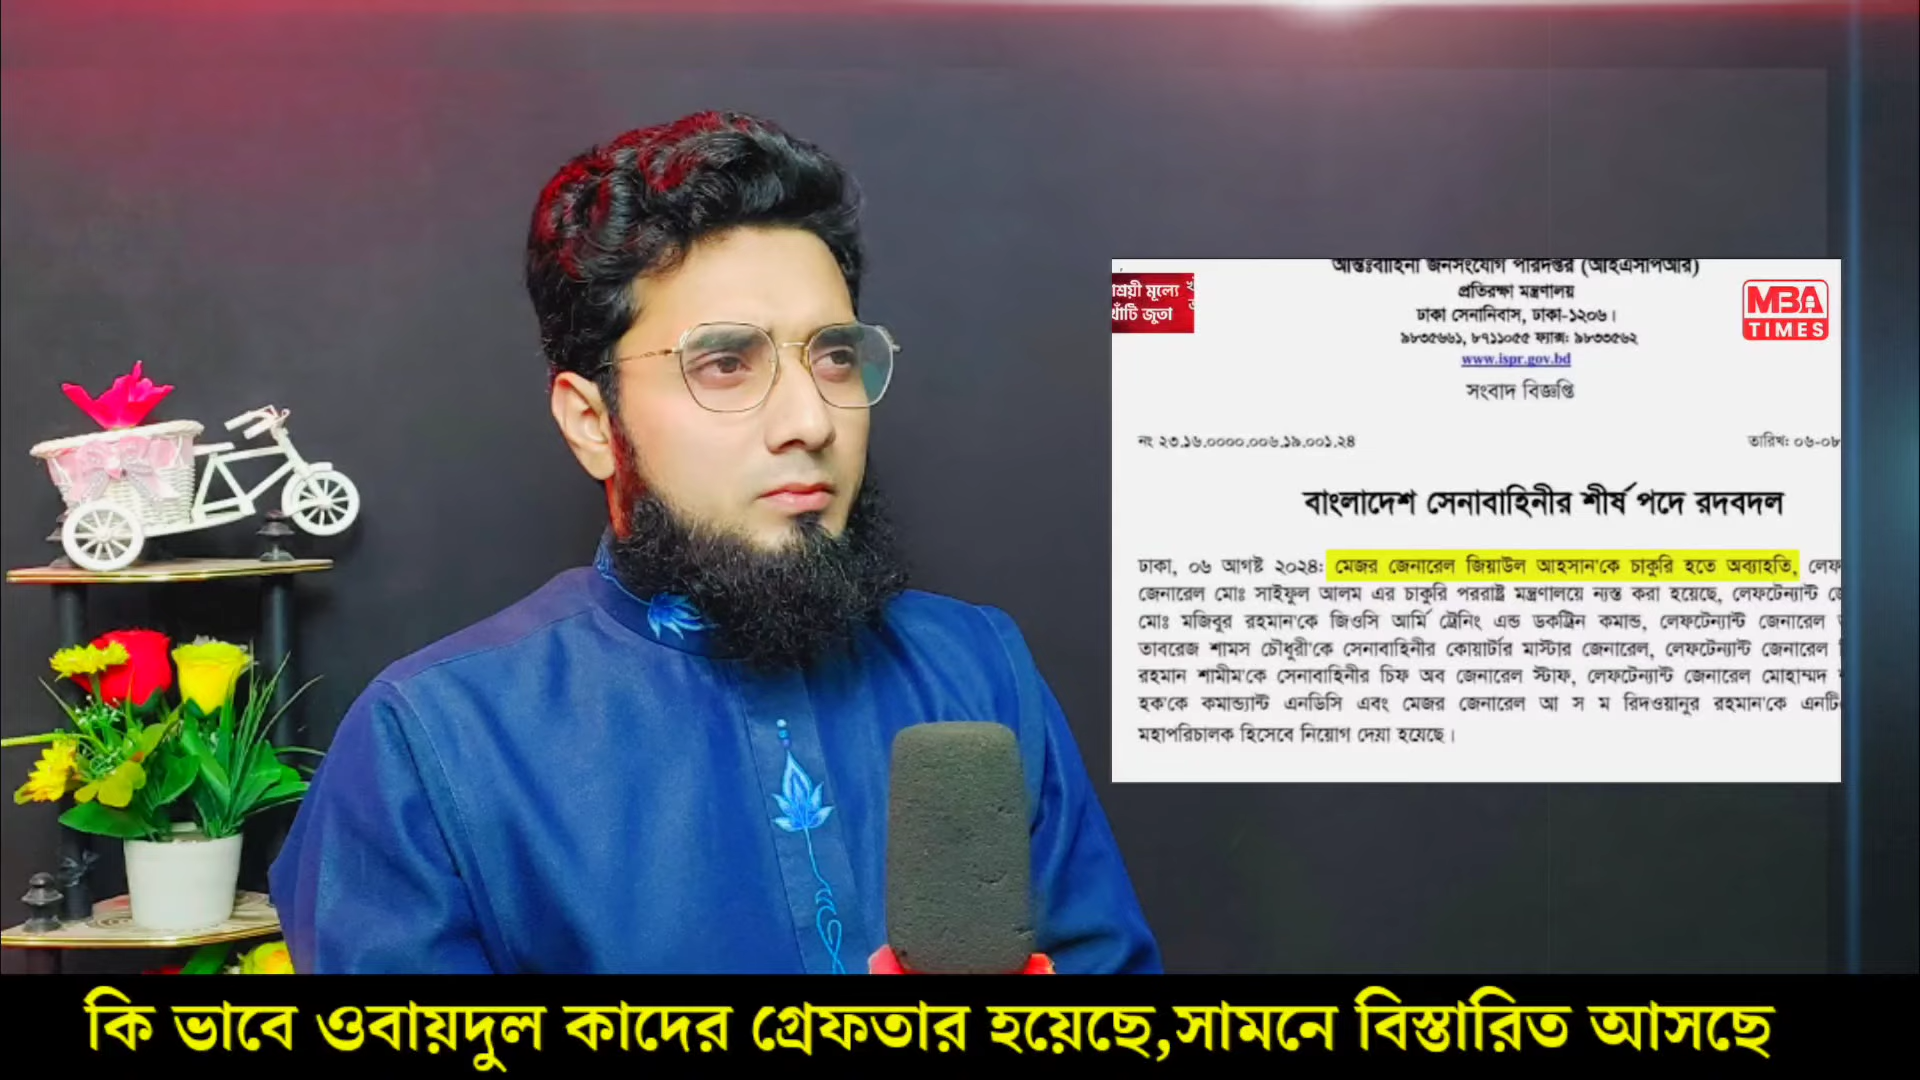 আন্তঃবাহিনী জনসংযোগ পরিদপ্তর (আইএসপিআর)
প্রতিরক্ষা মন্ত্রণালয়
ঢাকা সেনানিবাস, ঢাকা-১২০৬।
৯৮৩৫৬৬১, ৮৭১১০৫৫ ফ্যাক্স: ৯৮৩৩৫৬২
www.ispr.gov.bd
সংবাদ বিজ্ঞপ্তি
শ্রয়ী মূল্যে
খাঁটি জুতা
MBA
TIMES
নং ২৩.১৬.০০০০.০০৬.১৯.০০১.২৪
তারিখ: ০৬-০৮
বাংলাদেশ সেনাবাহিনীর শীর্ষ পদে রদবদল
ঢাকা, ০৬ আগষ্ট ২০২৪: মেজর জেনারেল জিয়াউল আহসান'কে চাকুরি হতে অব্যাহতি, লেফ
জেনারেল মোঃ সাইফুল আলম এর চাকুরি পররাষ্ট্র মন্ত্রণালয়ে ন্যস্ত করা হয়েছে, লেফটেন্যান্ট
মোঃ মজিবুর রহমান'কে জিওসি আর্মি ট্রেনিং এন্ড ডকট্রিন কমান্ড, লেফটেন্যান্ট জেনারেল
তাবরেজ শামস চৌধুরী'কে সেনাবাহিনীর কোয়ার্টার মাস্টার জেনারেল, লেফটেন্যান্ট জেনারেল
রহমান শামীম'কে সেনাবাহিনীর চিফ অব জেনারেল স্টাফ, লেফটেন্যান্ট জেনারেল মোহাম্মদ
হক'কে কমান্ড্যান্ট এনডিসি এবং মেজর জেনারেল আ স ম রিদওয়ানুর রহমান'কে এনটি
মহাপরিচালক হিসেবে নিয়োগ দেয়া হয়েছে।
কি ভাবে ওবায়দুল কাদের গ্রেফতার হয়েছে,সামনে বিস্তারিত আসছে